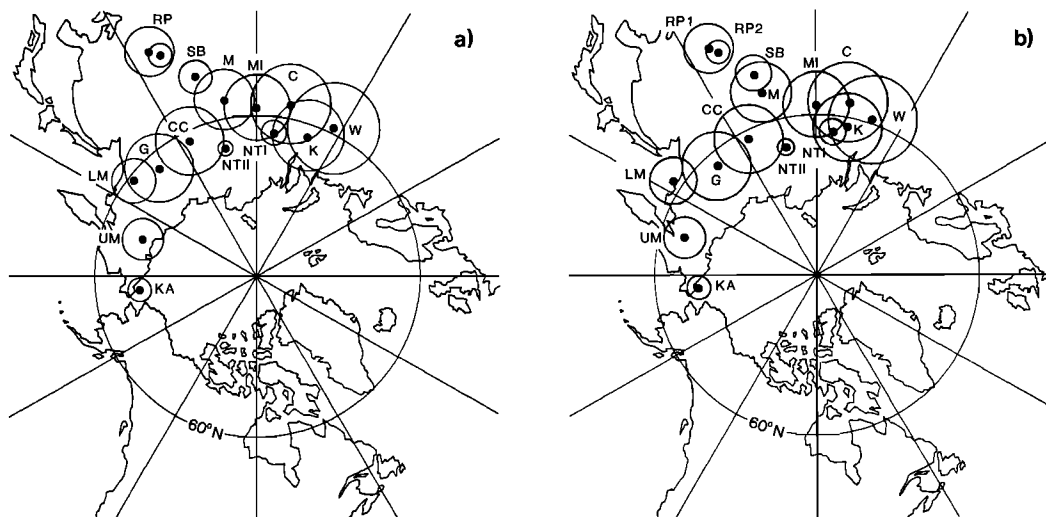 a)
RP
SB
M
MI
C
W
K
NTI
NTII
CC
G
LM
UM
KA
60°N
b)
RP1
RP2
SB
MI
C
M
W
CC
K
NTI
NTII
LM
G
UM
KA
60°N